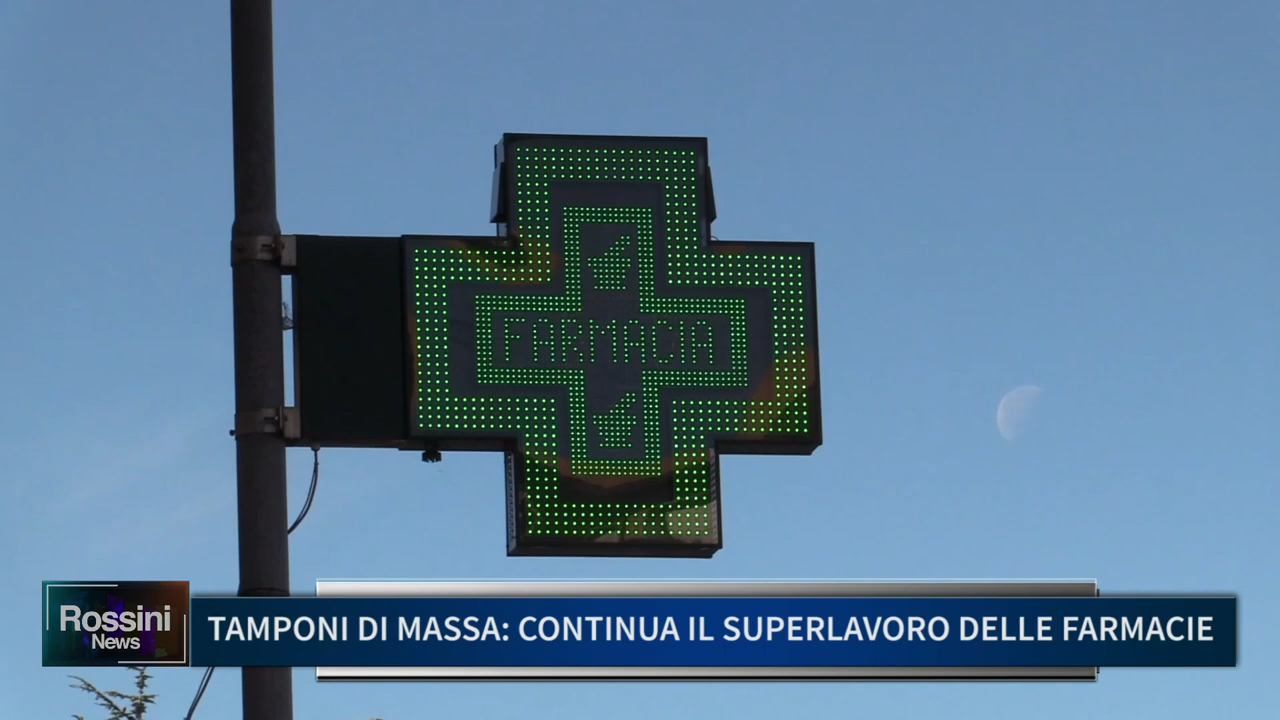 FARMACIA
Rossini
News
TAMPONI DI MASSA: CONTINUA IL SUPERLAVORO DELLE FARMACIE